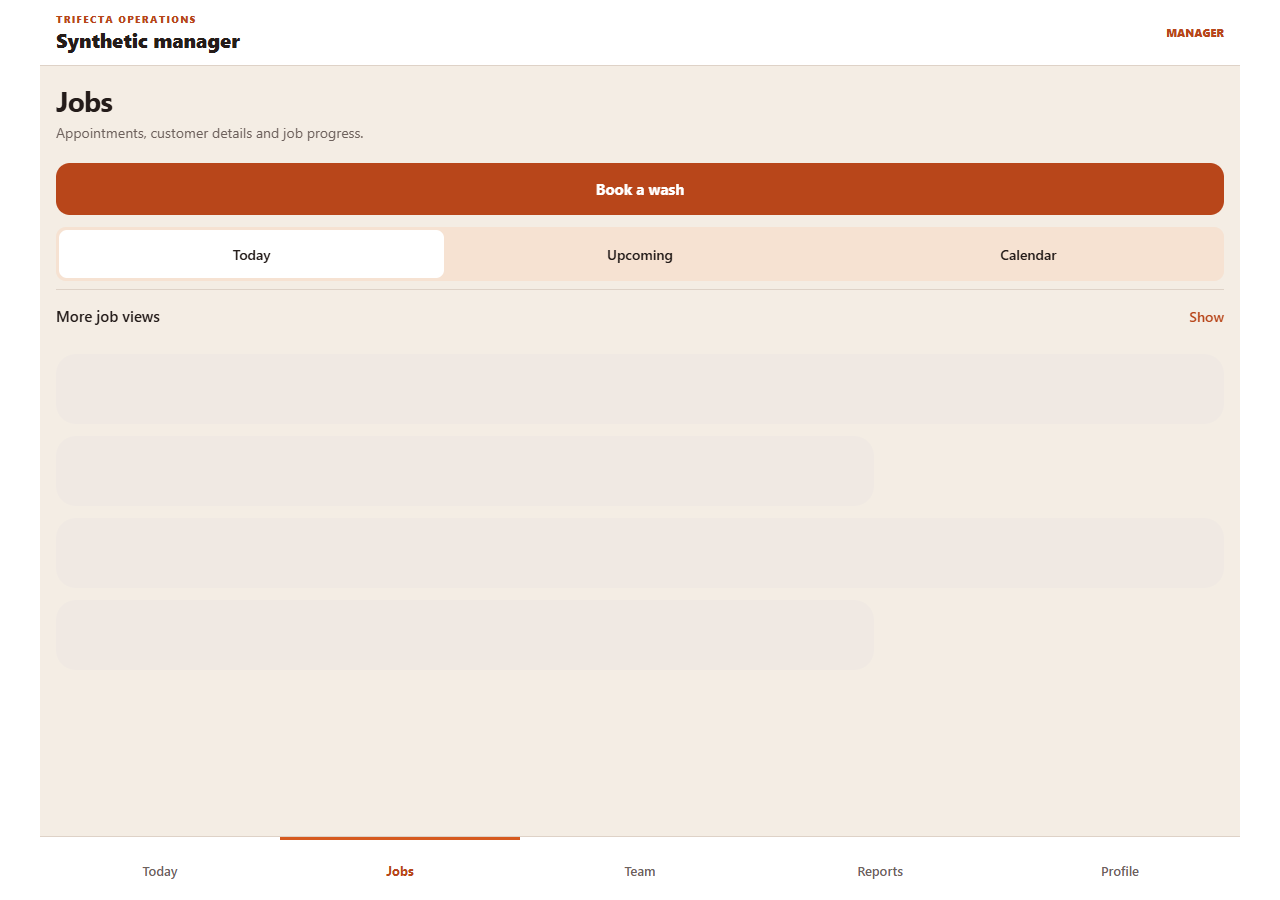 TRIFECTA OPERATIONS
Synthetic manager
MANAGER
Jobs
Appointments, customer details and job progress.
Book a wash
Today
Upcoming
Calendar
More job views
Show
Today
Jobs
Team
Reports
Profile